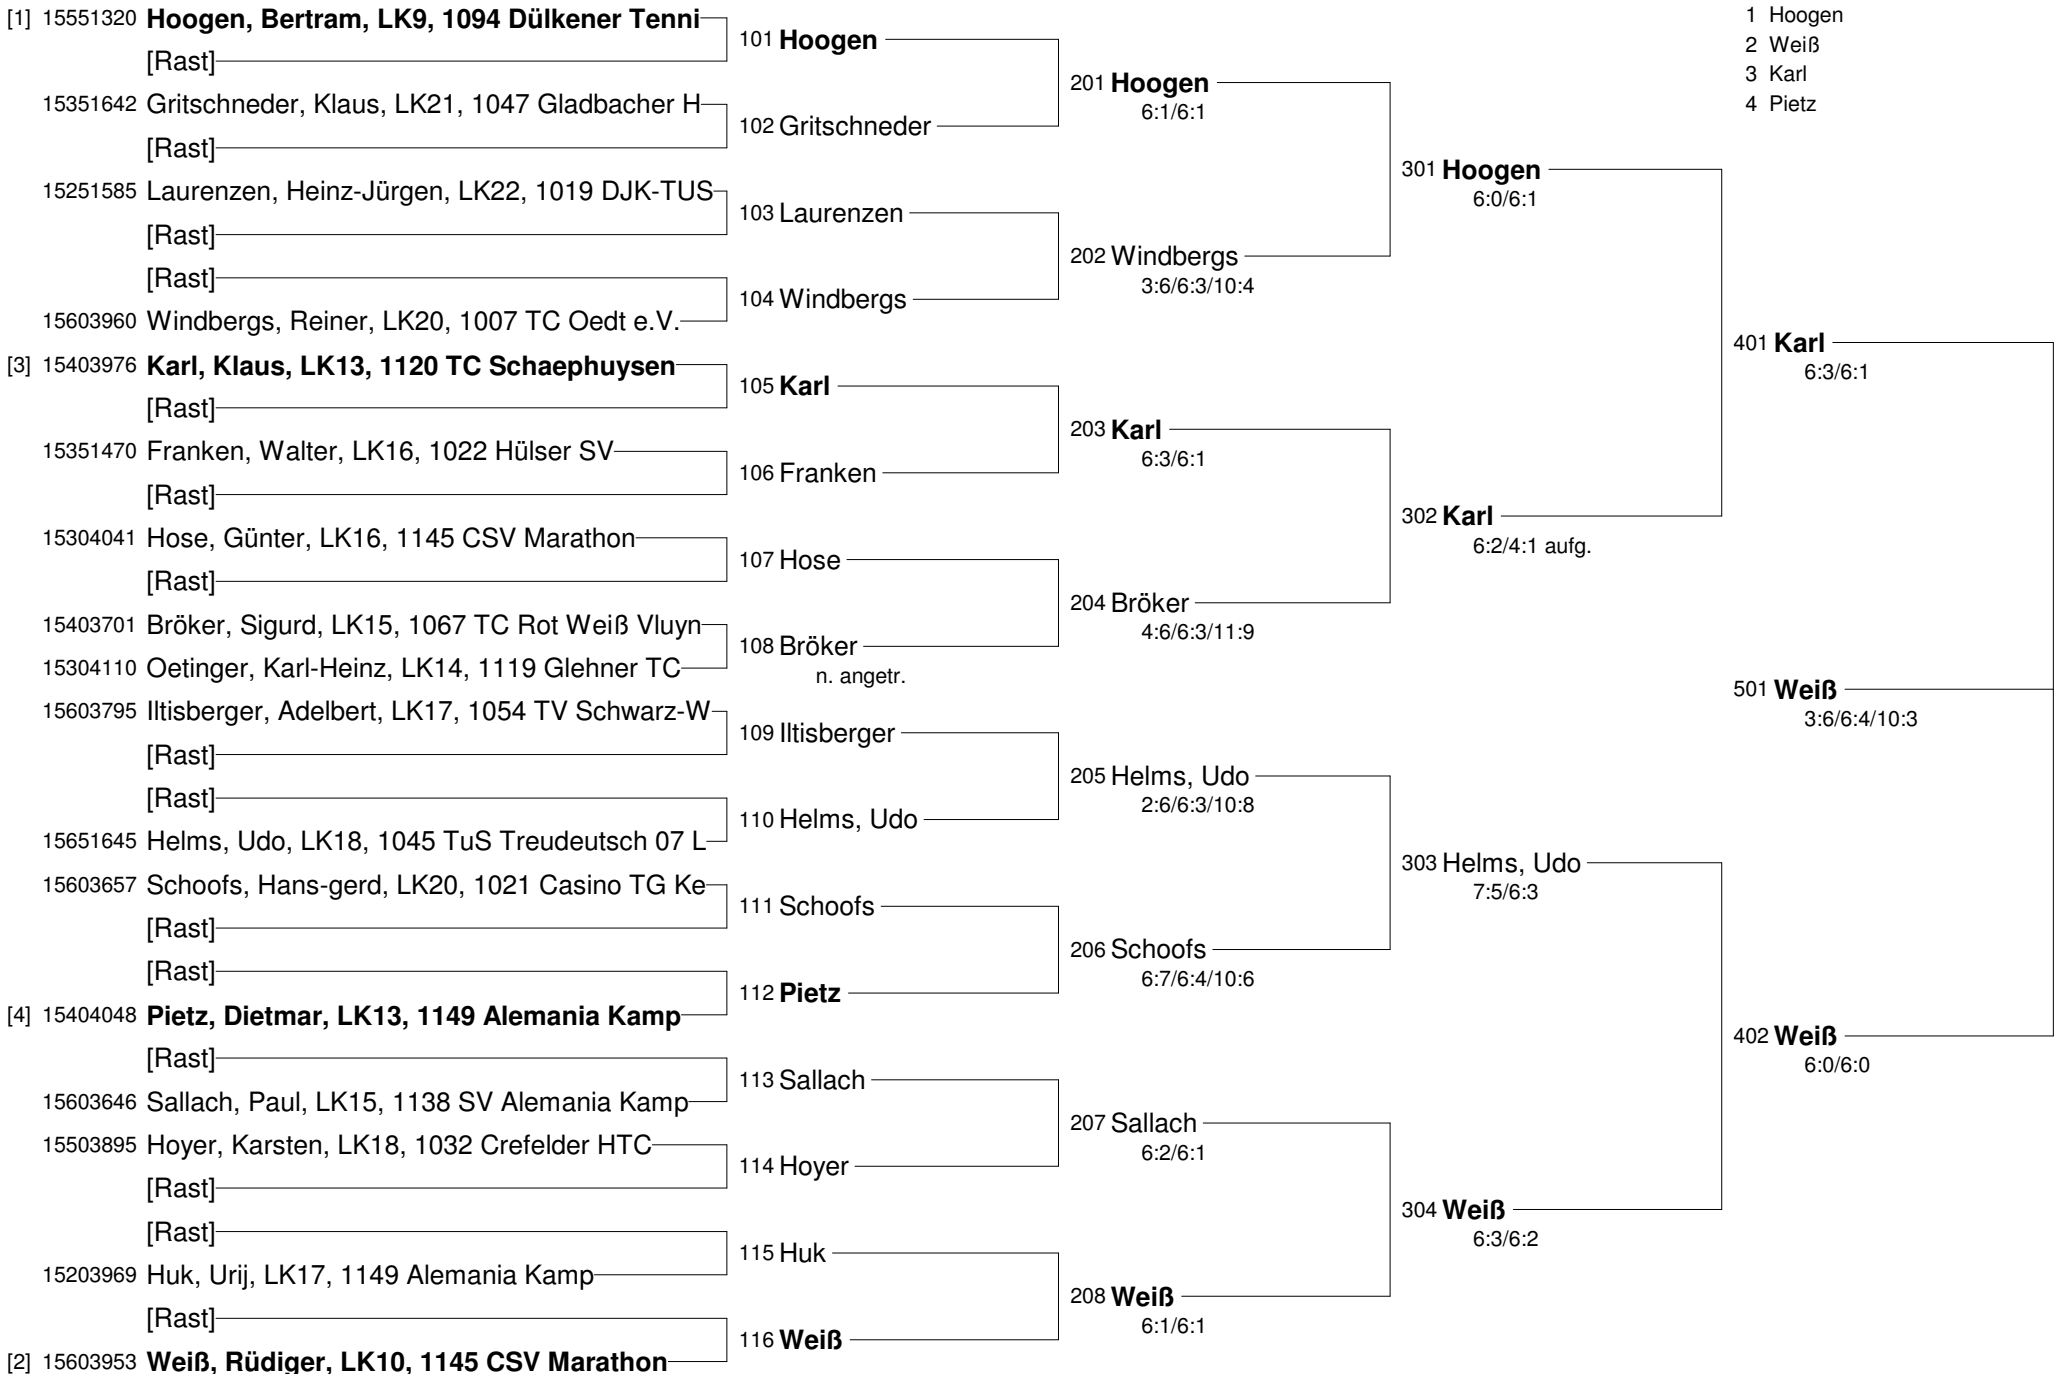 [1] 15551320 Hoogen, Bertram, LK9, 1094 Dülkener Tenni
[Rast]
15351642 Gritschneder, Klaus, LK21, 1047 Gladbacher H
[Rast]
15251585 Laurenzen, Heinz-Jürgen, LK22, 1019 DJK-TUS
[Rast]
[Rast]
15603960 Windbergs, Reiner, LK20, 1007 TC Oedt e.V.
[3] 15403976 Karl, Klaus, LK13, 1120 TC Schaephuysen
[Rast]
15351470 Franken, Walter, LK16, 1022 Hülser SV
[Rast]
15304041 Hose, Günter, LK16, 1145 CSV Marathon
[Rast]
15403701 Bröker, Sigurd, LK15, 1067 TC Rot Weiß Vluyn
15304110 Oetinger, Karl-Heinz, LK14, 1119 Glehner TC
15603795 Iltisberger, Adelbert, LK17, 1054 TV Schwarz-W
[Rast]
[Rast]
15651645 Helms, Udo, LK18, 1045 TuS Treudeutsch 07 L
15603657 Schoofs, Hans-gerd, LK20, 1021 Casino TG Ke
[Rast]
[Rast]
[4] 15404048 Pietz, Dietmar, LK13, 1149 Alemania Kamp
[Rast]
15603646 Sallach, Paul, LK15, 1138 SV Alemania Kamp
15503895 Hoyer, Karsten, LK18, 1032 Crefelder HTC
[Rast]
[Rast]
15203969 Huk, Urij, LK17, 1149 Alemania Kamp
[Rast]
[2] 15603953 Weiß, Rüdiger, LK10, 1145 CSV Marathon
101 Hoogen
102 Gritschneder
103 Laurenzen
104 Windbergs
105 Karl
106 Franken
107 Hose
108 Bröker
n. angetr.
109 Iltisberger
110 Helms, Udo
111 Schoofs
112 Pietz
113 Sallach
114 Hoyer
115 Huk
116 Weiß
201 Hoogen
6:1/6:1
202 Windbergs
3:6/6:3/10:4
203 Karl
6:3/6:1
204 Bröker
4:6/6:3/11:9
205 Helms, Udo
2:6/6:3/10:8
206 Schoofs
6:7/6:4/10:6
207 Sallach
6:2/6:1
208 Weiß
6:1/6:1
301 Hoogen
6:0/6:1
302 Karl
6:2/4:1 aufg.
303 Helms, Udo
7:5/6:3
304 Weiß
6:3/6:2
1 Hoogen
2 Weiß
3 Karl
4 Pietz
401 Karl
6:3/6:1
501 Weiß
3:6/6:4/10:3
402 Weiß
6:0/6:0